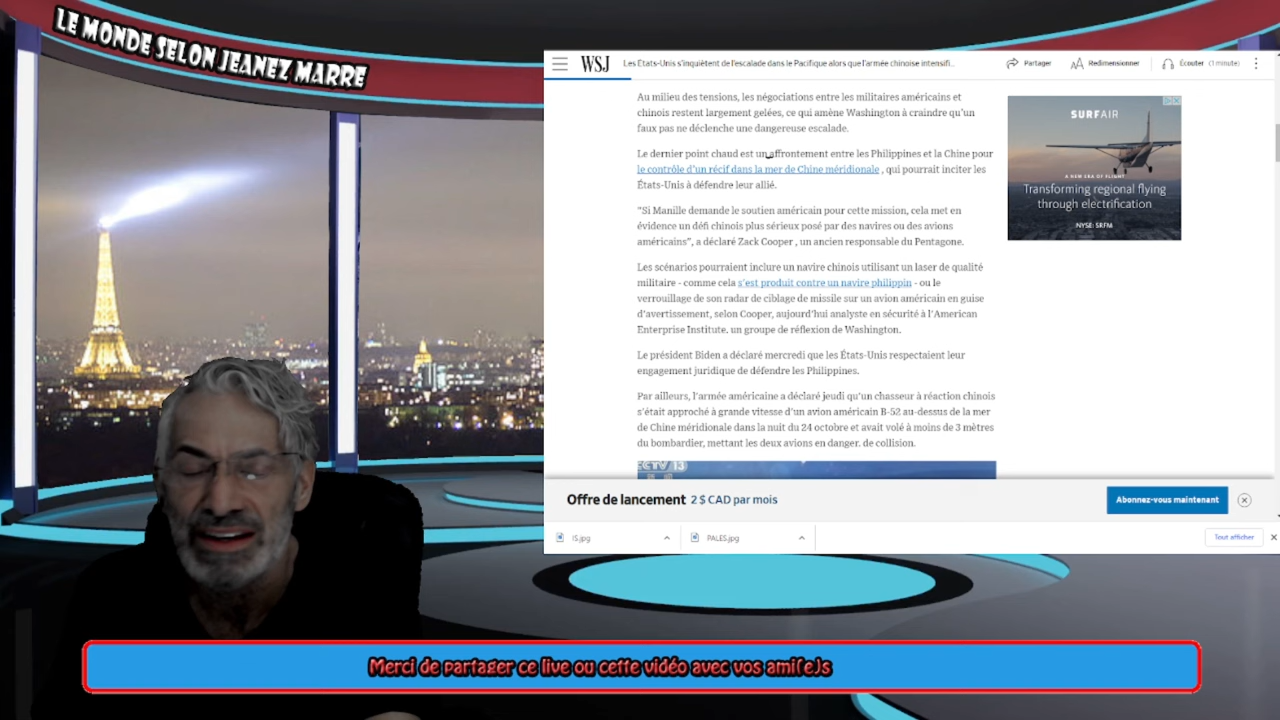 LE MONDE SELON JEANEZ MARRE
WSJ
Les États-Unis s'inquiètent de l'escalade dans le Pacifique alors que l'armée chinoise intensifi...
Partager
Redimensionner
Écouter (1 minute)
Au milieu des tensions, les négociations entre les militaires américains et
chinois restent largement gelées, ce qui amène Washington à craindre qu'un
faux pas ne déclenche une dangereuse escalade.
Le dernier point chaud est un affrontement entre les Philippines et la Chine pour
le contrôle d'un récif dans la mer de Chine méridionale , qui pourrait inciter les
États-Unis à défendre leur allié.
"Si Manille demande le soutien américain pour cette mission, cela met en
évidence un défi chinois plus sérieux posé par des navires ou des avions
américains", a déclaré Zack Cooper , un ancien responsable du Pentagone.
Les scénarios pourraient inclure un navire chinois utilisant un laser de qualité
militaire - comme cela s'est produit contre un navire philippin - ou le
verrouillage de son radar de ciblage de missile sur un avion américain en guise
d'avertissement, selon Cooper, aujourd'hui analyste en sécurité à l'American
Enterprise Institute. un groupe de réflexion de Washington.
Le président Biden a déclaré mercredi que les États-Unis respectaient leur
engagement juridique de défendre les Philippines.
Par ailleurs, l'armée américaine a déclaré jeudi qu'un chasseur à réaction chinois
s'était approché à grande vitesse d'un avion américain B-52 au-dessus de la mer
de Chine méridionale dans la nuit du 24 octobre et avait volé à moins de 3 mètres
du bombardier, mettant les deux avions en danger. de collision.
SURFAIR
A NEW ERA OF FLIGHT
Transforming regional flying
through electrification
NYSE: SRFM
CCTV 13
Offre de lancement 2 $ CAD par mois
Abonnez-vous maintenant
IS.jpg
PALES.jpg
Tout afficher
Merci de partager ce live ou cette vidéo avec vos ami(e)s